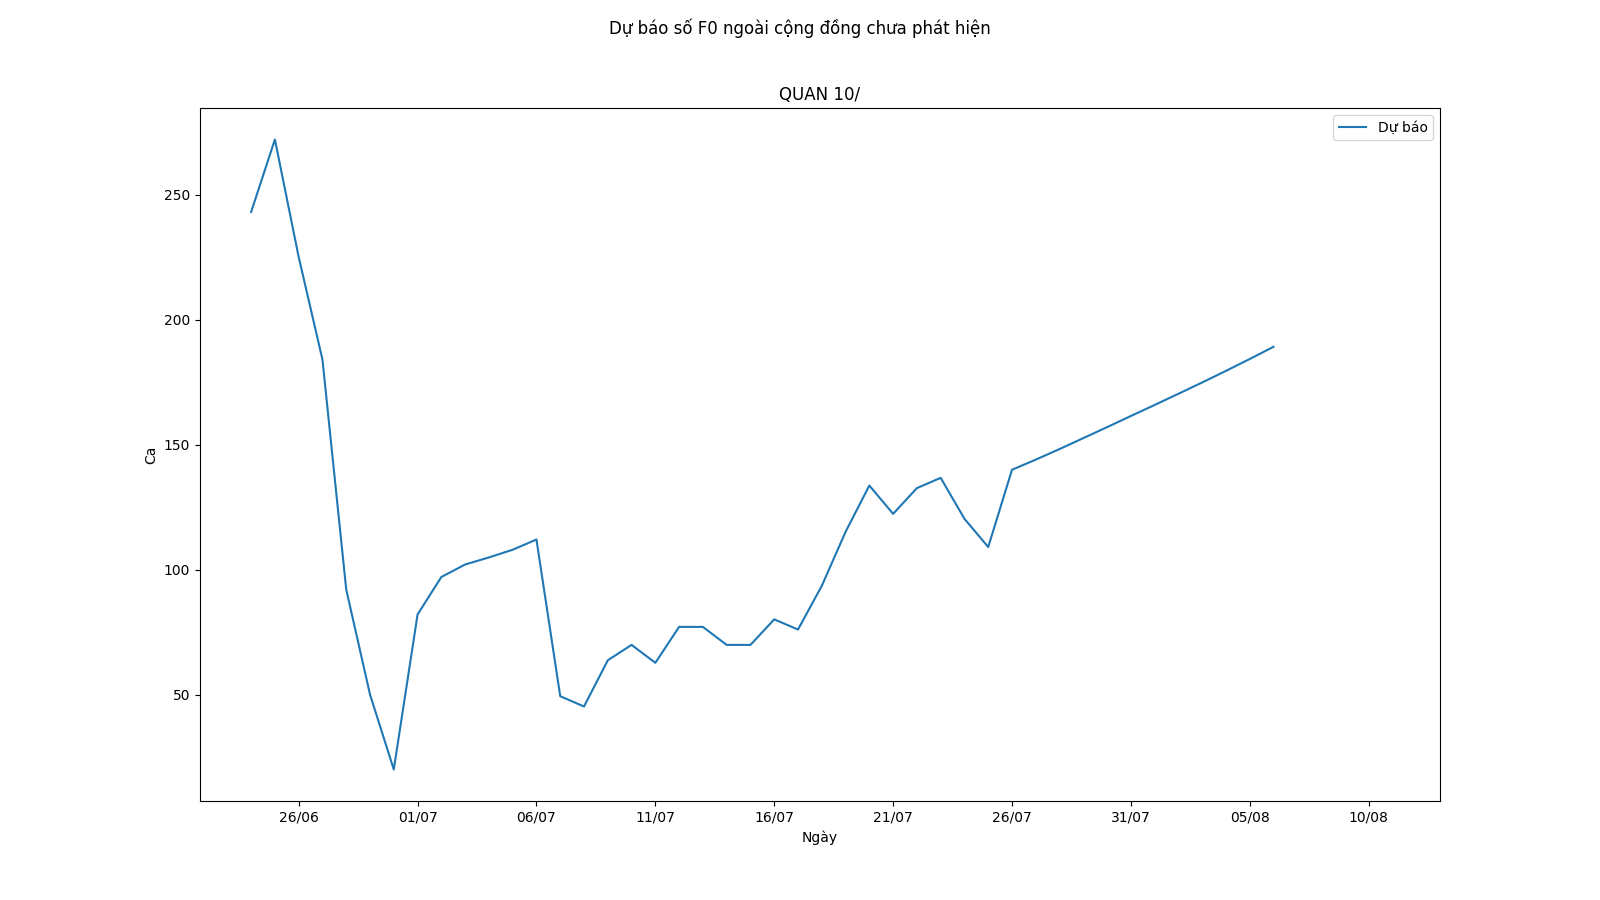 Dự báo số F0 ngoài cộng đồng chưa phát hiện
QUAN 10/
Dự báo
250
200
150
100
50
Ca
26/06 01/07 06/07 11/07 16/07 21/07 26/07 31/07 05/08 10/08
Ngày